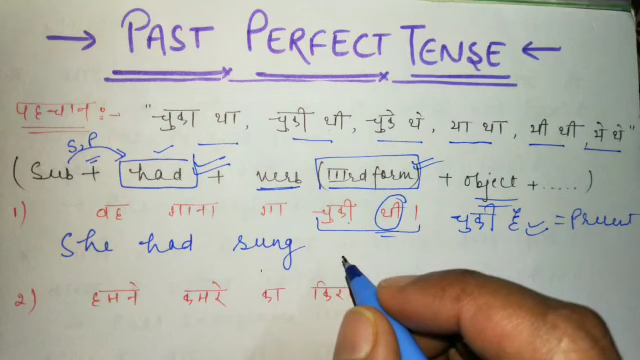 → PAST PERFECT TENSE ←
पहचान :- "चुका था, चुकी थी, चुके थे, या था, यी थी, ये थे"
S, P
(Sub + had + verb (IIIrd form) + object + .....)
1) वह गाना गा चुकी थी। चुकी है = Present
She had sung
2) हमने कमरे का कि